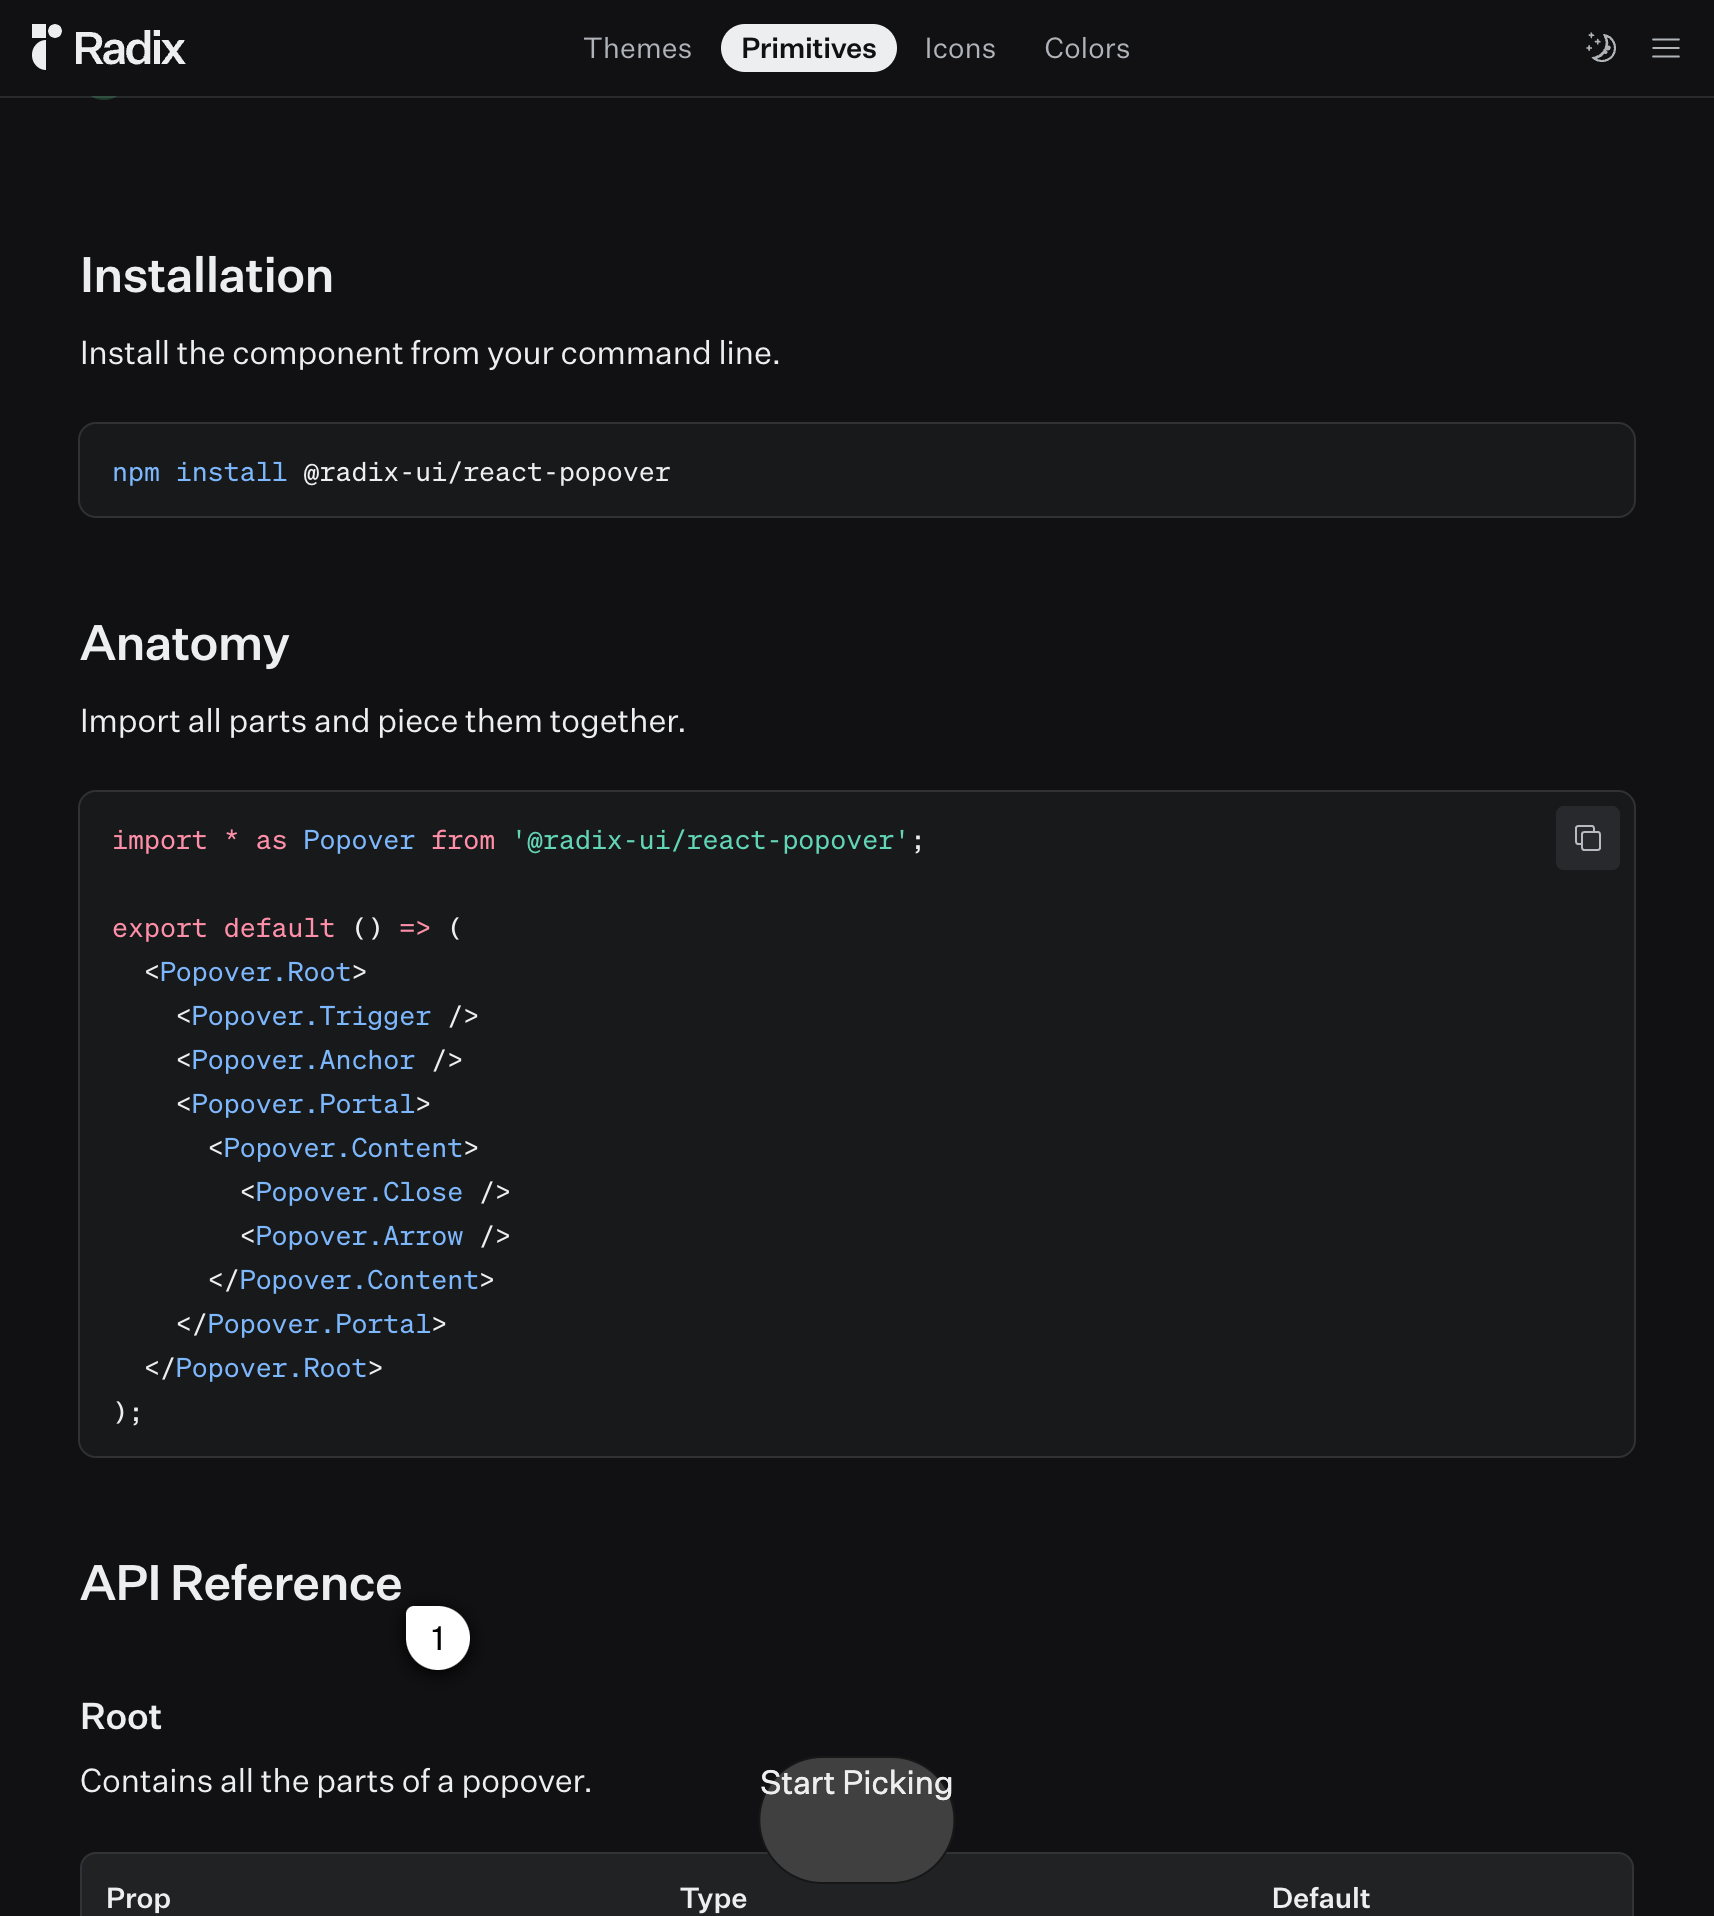 Radix
Themes Primitives Icons Colors
Installation
Install the component from your command line.
npm install @radix-ui/react-popover
Anatomy
Import all parts and piece them together.
import * as Popover from '@radix-ui/react-popover';
export default () => (
  <Popover.Root>
    <Popover.Trigger />
    <Popover.Anchor />
    <Popover.Portal>
      <Popover.Content>
        <Popover.Close />
        <Popover.Arrow />
      </Popover.Content>
    </Popover.Portal>
  </Popover.Root>
);
API Reference
1
Root
Contains all the parts of a popover.
Start Picking
Prop Type Default